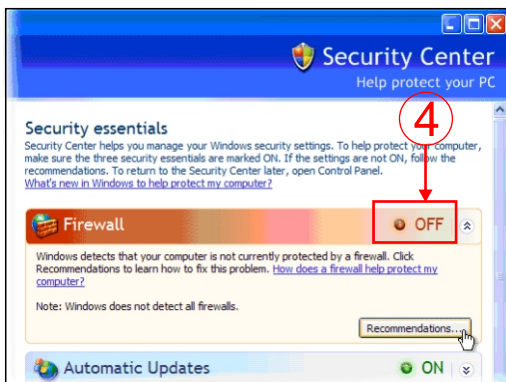 Security Center
Help protect your PC
4
Security essentials
Security Center helps you manage your Windows security settings. To help protect your computer,
make sure the three security essentials are marked ON. If the settings are not ON, follow the
recommendations. To return to the Security Center later, open Control Panel.
What's new in Windows to help protect my computer?
Firewall OFF
Windows detects that your computer is not currently protected by a firewall. Click
Recommendations to learn how to fix this problem. How does a firewall help protect my
computer?
Note: Windows does not detect all firewalls.
Recommendations...
Automatic Updates ON